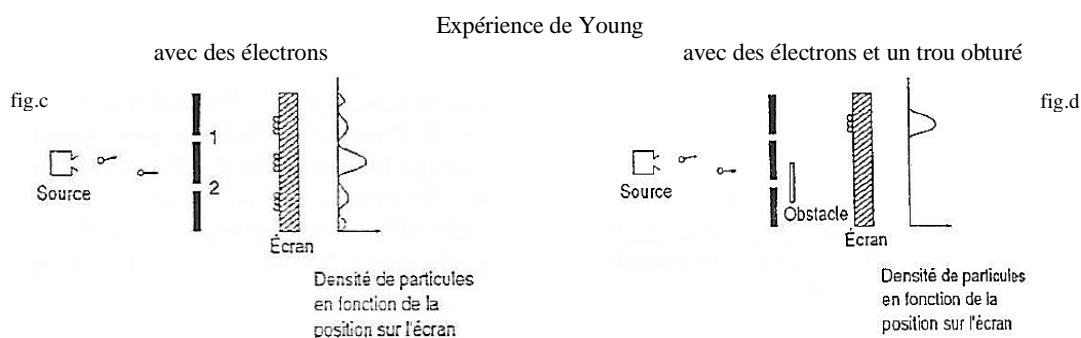 Expérience de Young
avec des électrons
avec des électrons et un trou obturé
fig.c
fig.d
1
2
Source
Écran
Densité de particules
en fonction de la
position sur l'écran
Source
Obstacle
Écran
Densité de particules
en fonction de la
position sur l'écran